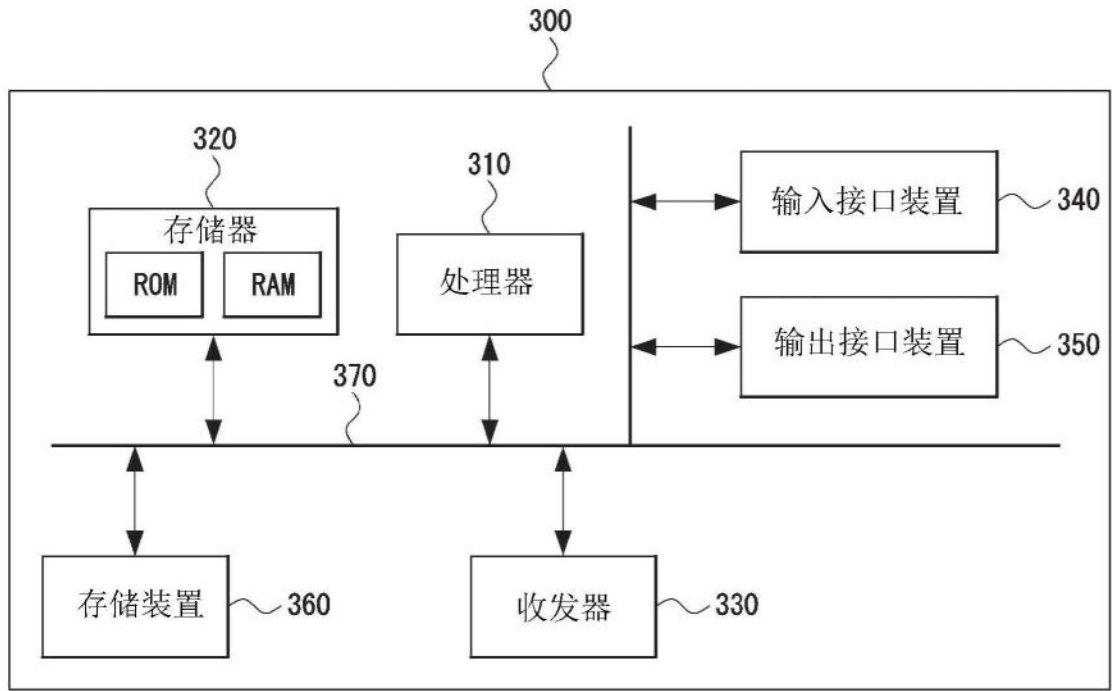 300
320
310
存储器
ROM
RAM
处理器
输入接口装置
340
输出接口装置
350
370
存储装置
360
收发器
330